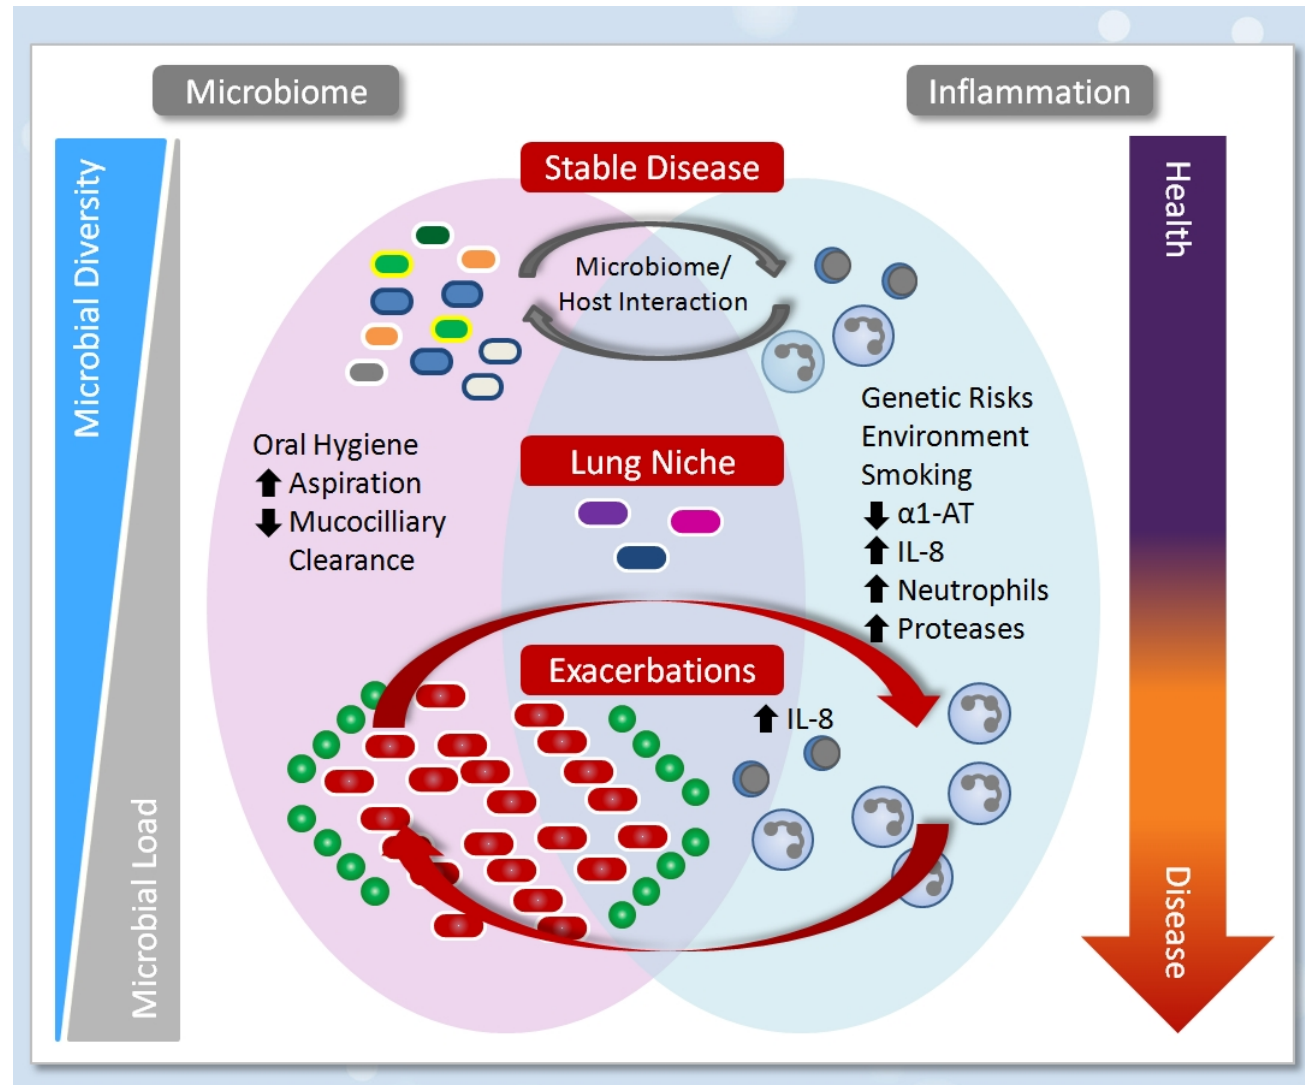 Microbiome
Inflammation
Microbial Diversity
Microbial Load
Stable Disease
Microbiome/
Host Interaction
Oral Hygiene
⬆ Aspiration
⬇ Mucocilliary
Clearance
Lung Niche
Genetic Risks
Environment
Smoking
⬇ α1-AT
⬆ IL-8
⬆ Neutrophils
⬆ Proteases
Exacerbations
⬆ IL-8
Health
Disease